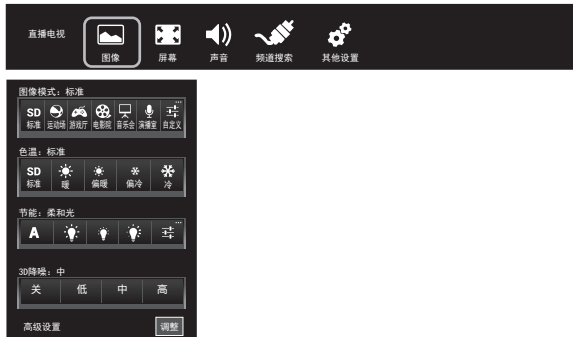 直播电视
图像 屏幕 声音 频道搜索 其他设置
图像模式：标准
SD
标准 运动场 游戏厅 电影院 音乐会 演播室 自定义
色温：标准
SD
标准 暖 偏暖 偏冷 冷
节能：柔和光
A
3D降噪：中
关 低 中 高
高级设置 调整